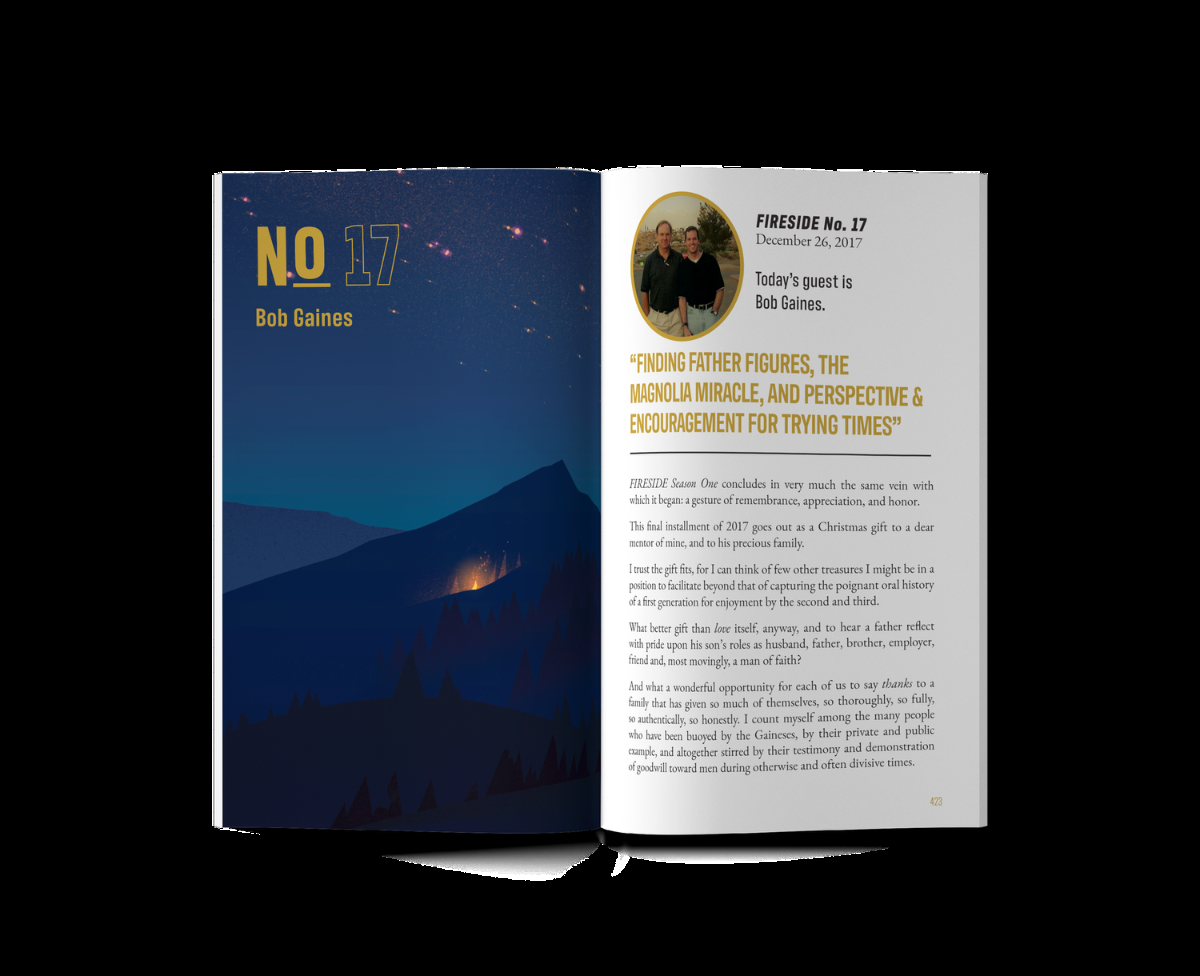 No 17
Bob Gaines
FIRESIDE No. 17
December 26, 2017
Today's guest is
Bob Gaines.
“FINDING FATHER FIGURES, THE
MAGNOLIA MIRACLE, AND PERSPECTIVE &
ENCOURAGEMENT FOR TRYING TIMES”
FIRESIDE Season One concludes in very much the same vein with
which it began: a gesture of remembrance, appreciation, and honor.
This final installment of 2017 goes out as a Christmas gift to a dear
mentor of mine, and to his precious family.
I trust the gift fits, for I can think of few other treasures I might be in a
position to facilitate beyond that of capturing the poignant oral history
of a first generation for enjoyment by the second and third.
What better gift than love itself, anyway, and to hear a father reflect
with pride upon his son's roles as husband, father, brother, employer,
friend and, most movingly, a man of faith?
And what a wonderful opportunity for each of us to say thanks to a
family that has given so much of themselves, so thoroughly, so fully,
so authentically, so honestly. I count myself among the many people
who have been buoyed by the Gaineses, by their private and public
example, and altogether stirred by their testimony and demonstration
of goodwill toward men during otherwise and often divisive times.
423